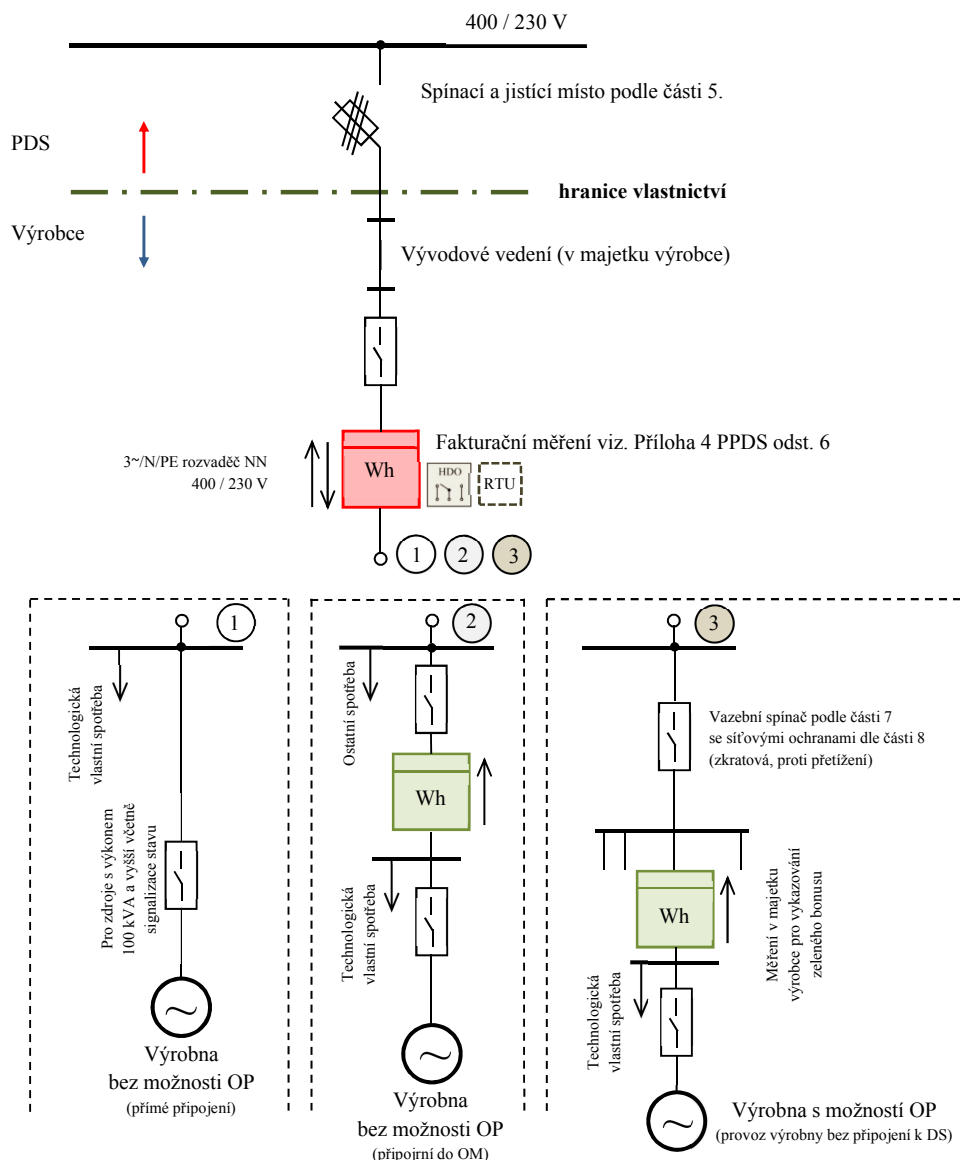 400 / 230 V
Spínací a jistící místo podle části 5.
PDS
hranice vlastnictví
Výrobce
Vývodové vedení (v majetku výrobce)
Fakturační měření viz. Příloha 4 PPDS odst. 6
3~/N/PE rozvaděč NN
400 / 230 V
Wh
HDO
RTU
1
2
3
1
Technologická
vlastní spotřeba
Pro zdroje s výkonem
100 kVA a vyšší včetně
signalizace stavu
Výrobna
bez možnosti OP
(přímé připojení)
2
Ostatní spotřeba
Wh
Technologická
vlastní spotřeba
Výrobna
bez možnosti OP
(připojrní do OM)
3
Vazební spínač podle části 7
se síťovými ochranami dle části 8
(zkratová, proti přetížení)
Wh
Měření v majetku
výrobce pro vykazování
zeleného bonusu
Technologická
vlastní spotřeba
Výrobna s možností OP
(provoz výrobny bez připojení k DS)